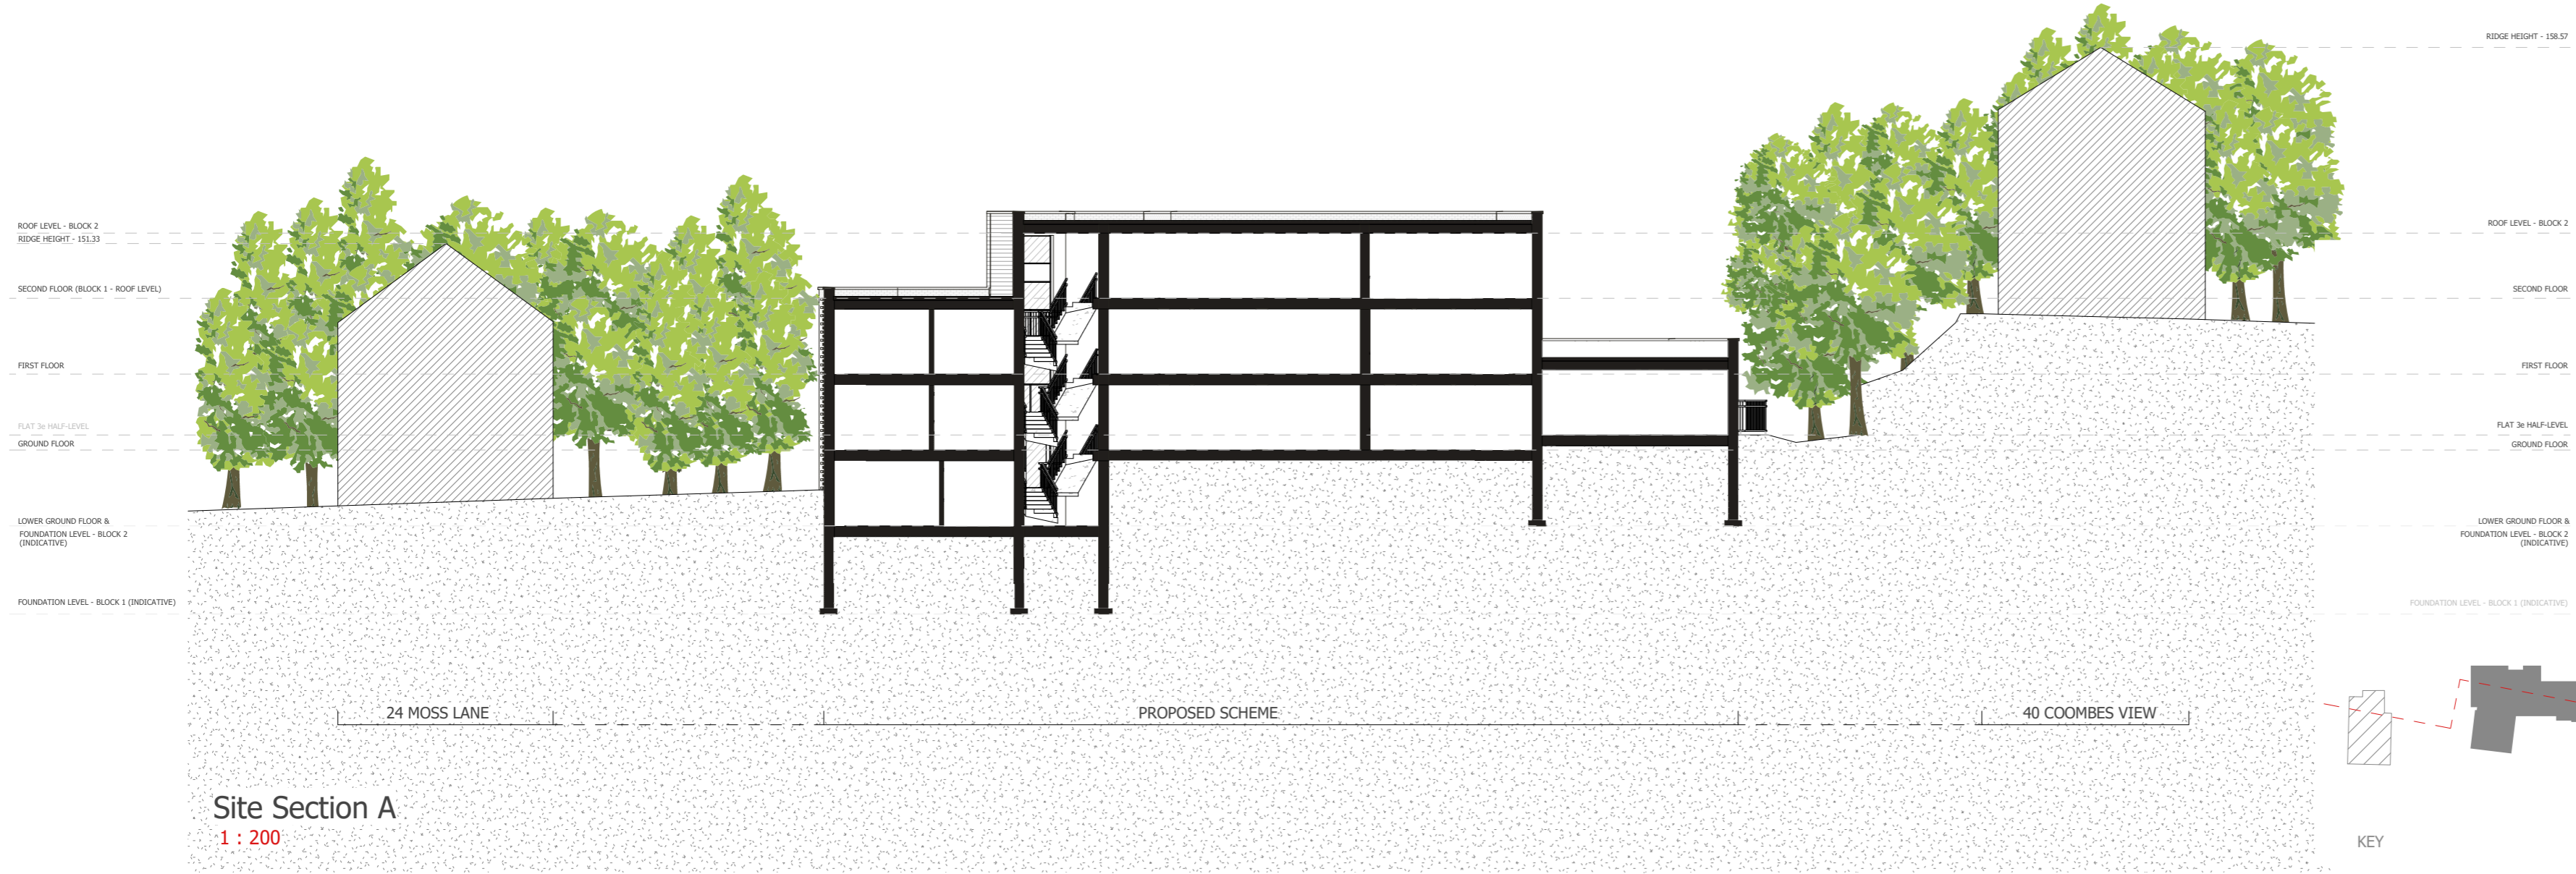 RIDGE HEIGHT - 158.57
ROOF LEVEL - BLOCK 2
RIDGE HEIGHT - 151.33
SECOND FLOOR (BLOCK 1 - ROOF LEVEL)
FIRST FLOOR
FLAT 3e HALF-LEVEL
GROUND FLOOR
LOWER GROUND FLOOR &
FOUNDATION LEVEL - BLOCK 2
(INDICATIVE)
FOUNDATION LEVEL - BLOCK 1 (INDICATIVE)
ROOF LEVEL - BLOCK 2
SECOND FLOOR
FIRST FLOOR
FLAT 3e HALF-LEVEL
GROUND FLOOR
LOWER GROUND FLOOR &
FOUNDATION LEVEL - BLOCK 2
(INDICATIVE)
FOUNDATION LEVEL - BLOCK 1 (INDICATIVE)
24 MOSS LANE
PROPOSED SCHEME
40 COOMBES VIEW
Site Section A
1 : 200
KEY